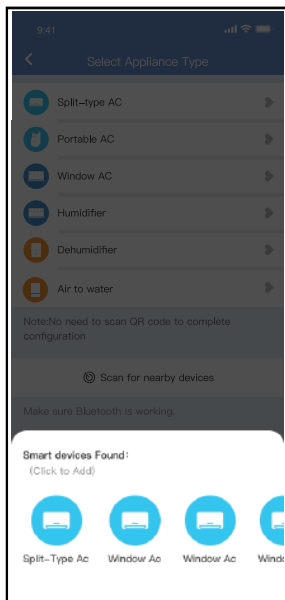 9:41
Select Appliance Type
Split-type AC
Portable AC
Window AC
Humidifier
Dehumidifier
Air to water
Note:No need to scan QR code to complete
configuration
Scan for nearby devices
Make sure Bluetooth is working.
Smart devices Found:
(Click to Add)
Split-Type Ac Window Ac Window Ac Windo